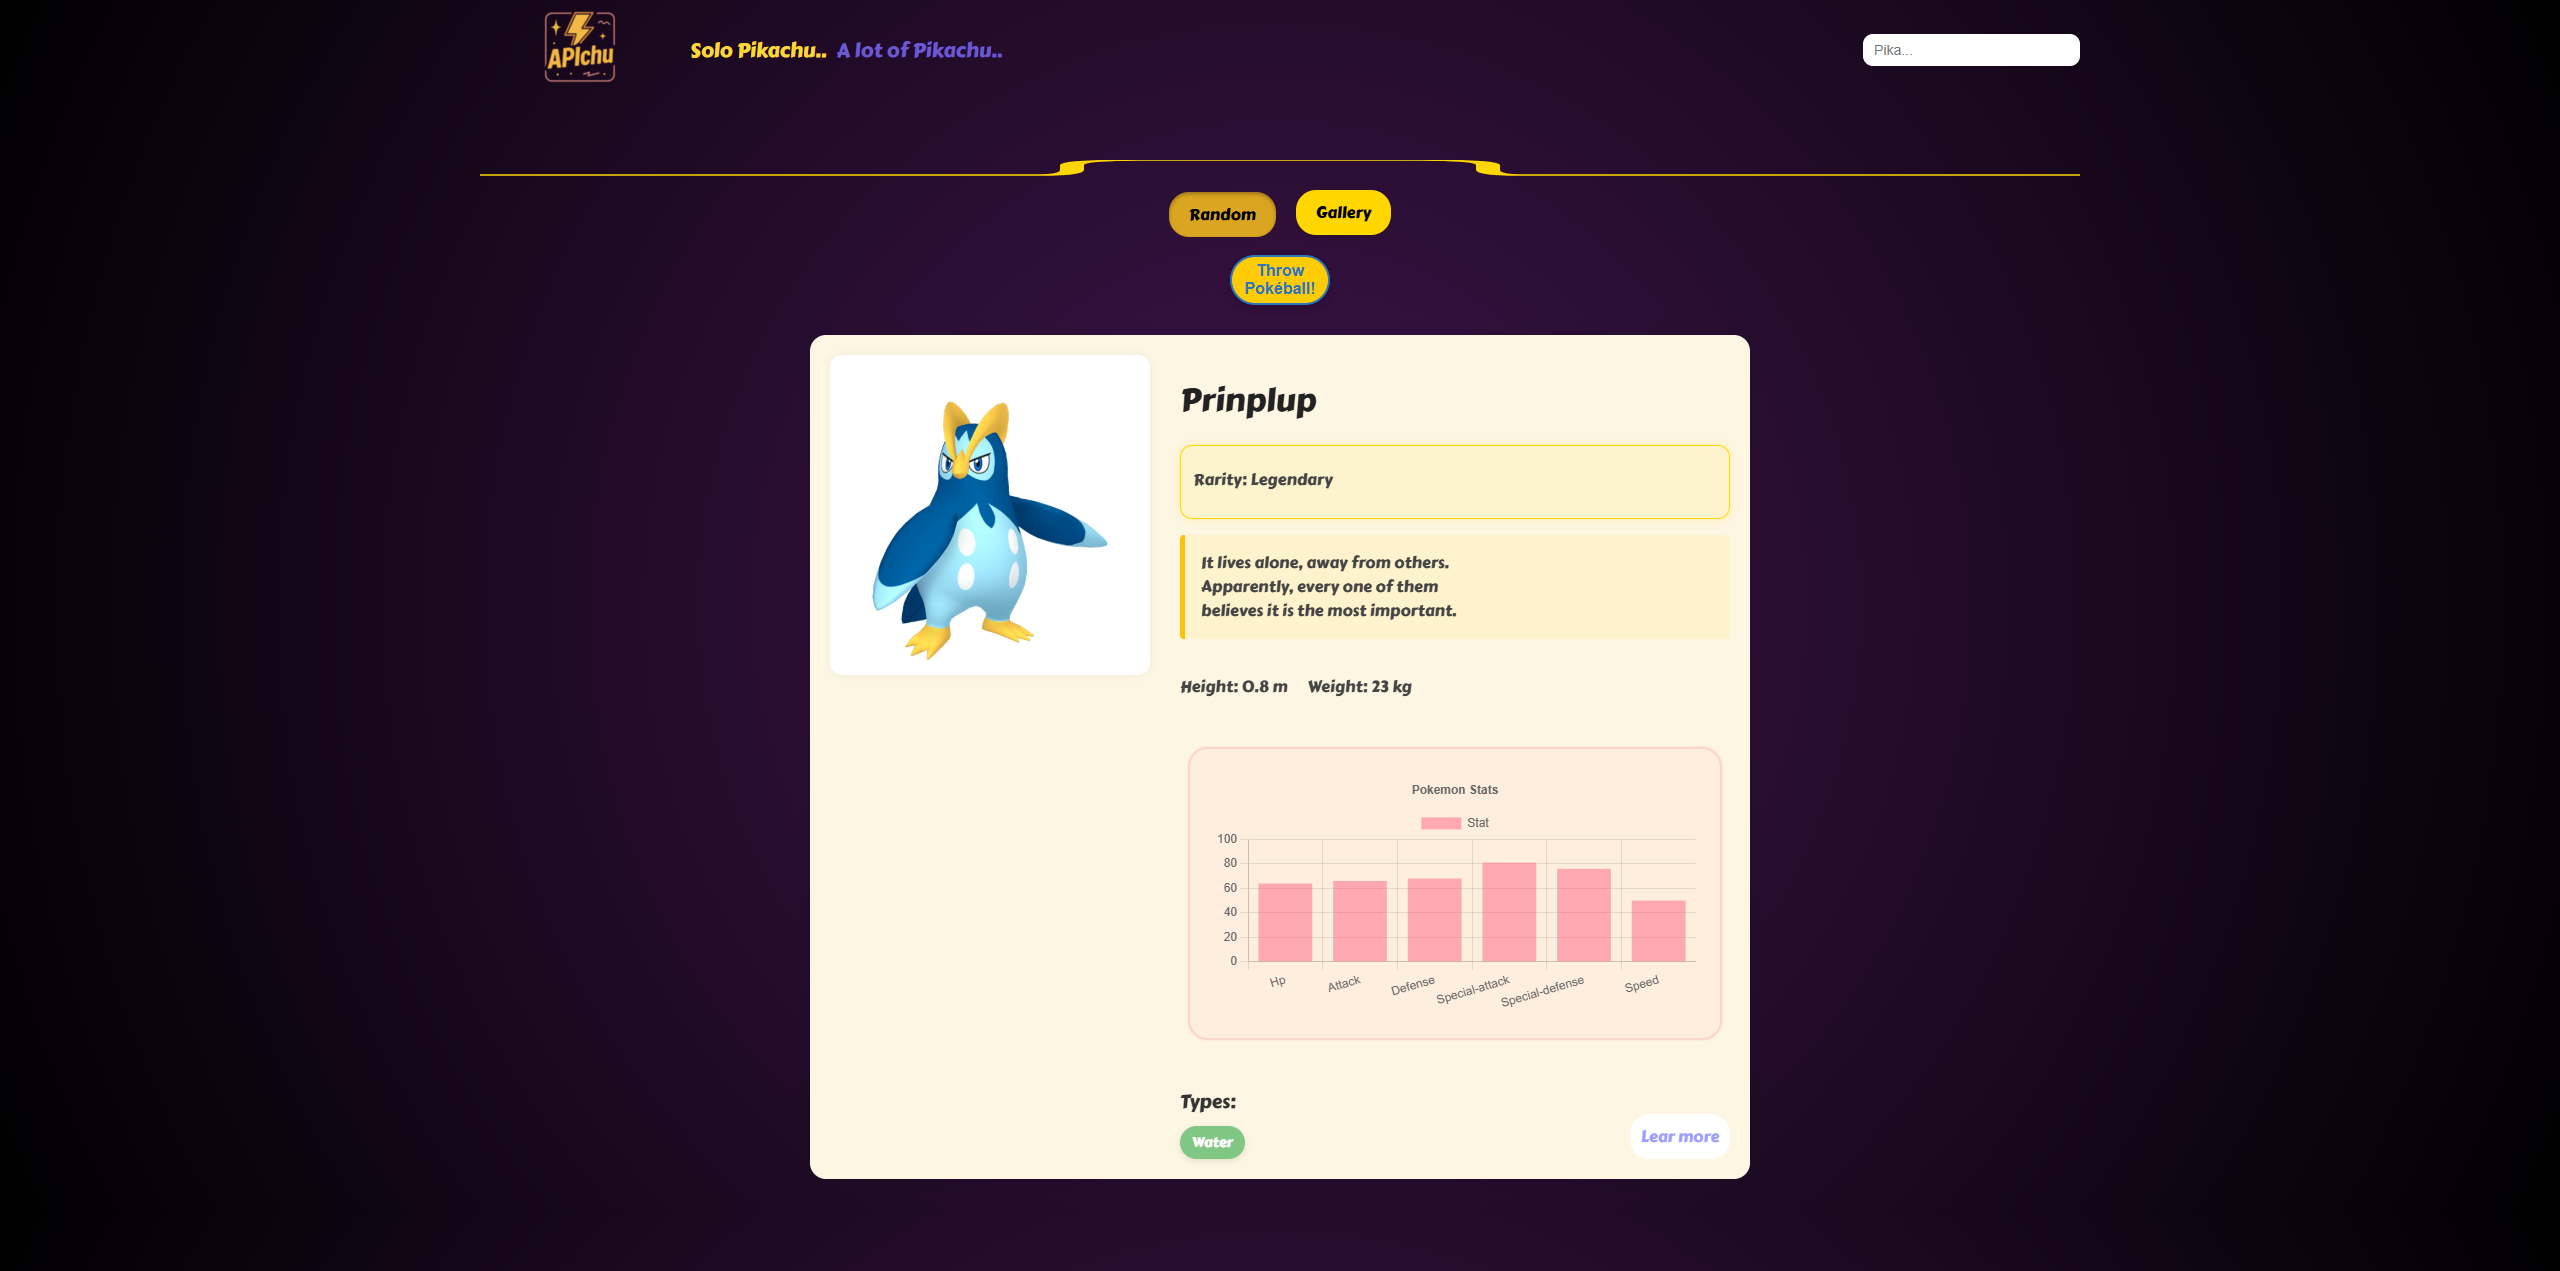 APIchu
Solo Pikachu.. A lot of Pikachu..
Pika...
Random
Gallery
Throw
Pokéball!
Prinplup
Rarity: Legendary
It lives alone, away from others.
Apparently, every one of them
believes it is the most important.
Height: 0.8 m Weight: 23 kg
Pokemon Stats
Stat
100
80
60
40
20
0
Hp
Attack
Defense
Special-attack
Special-defense
Speed
Types:
Water
Lear more